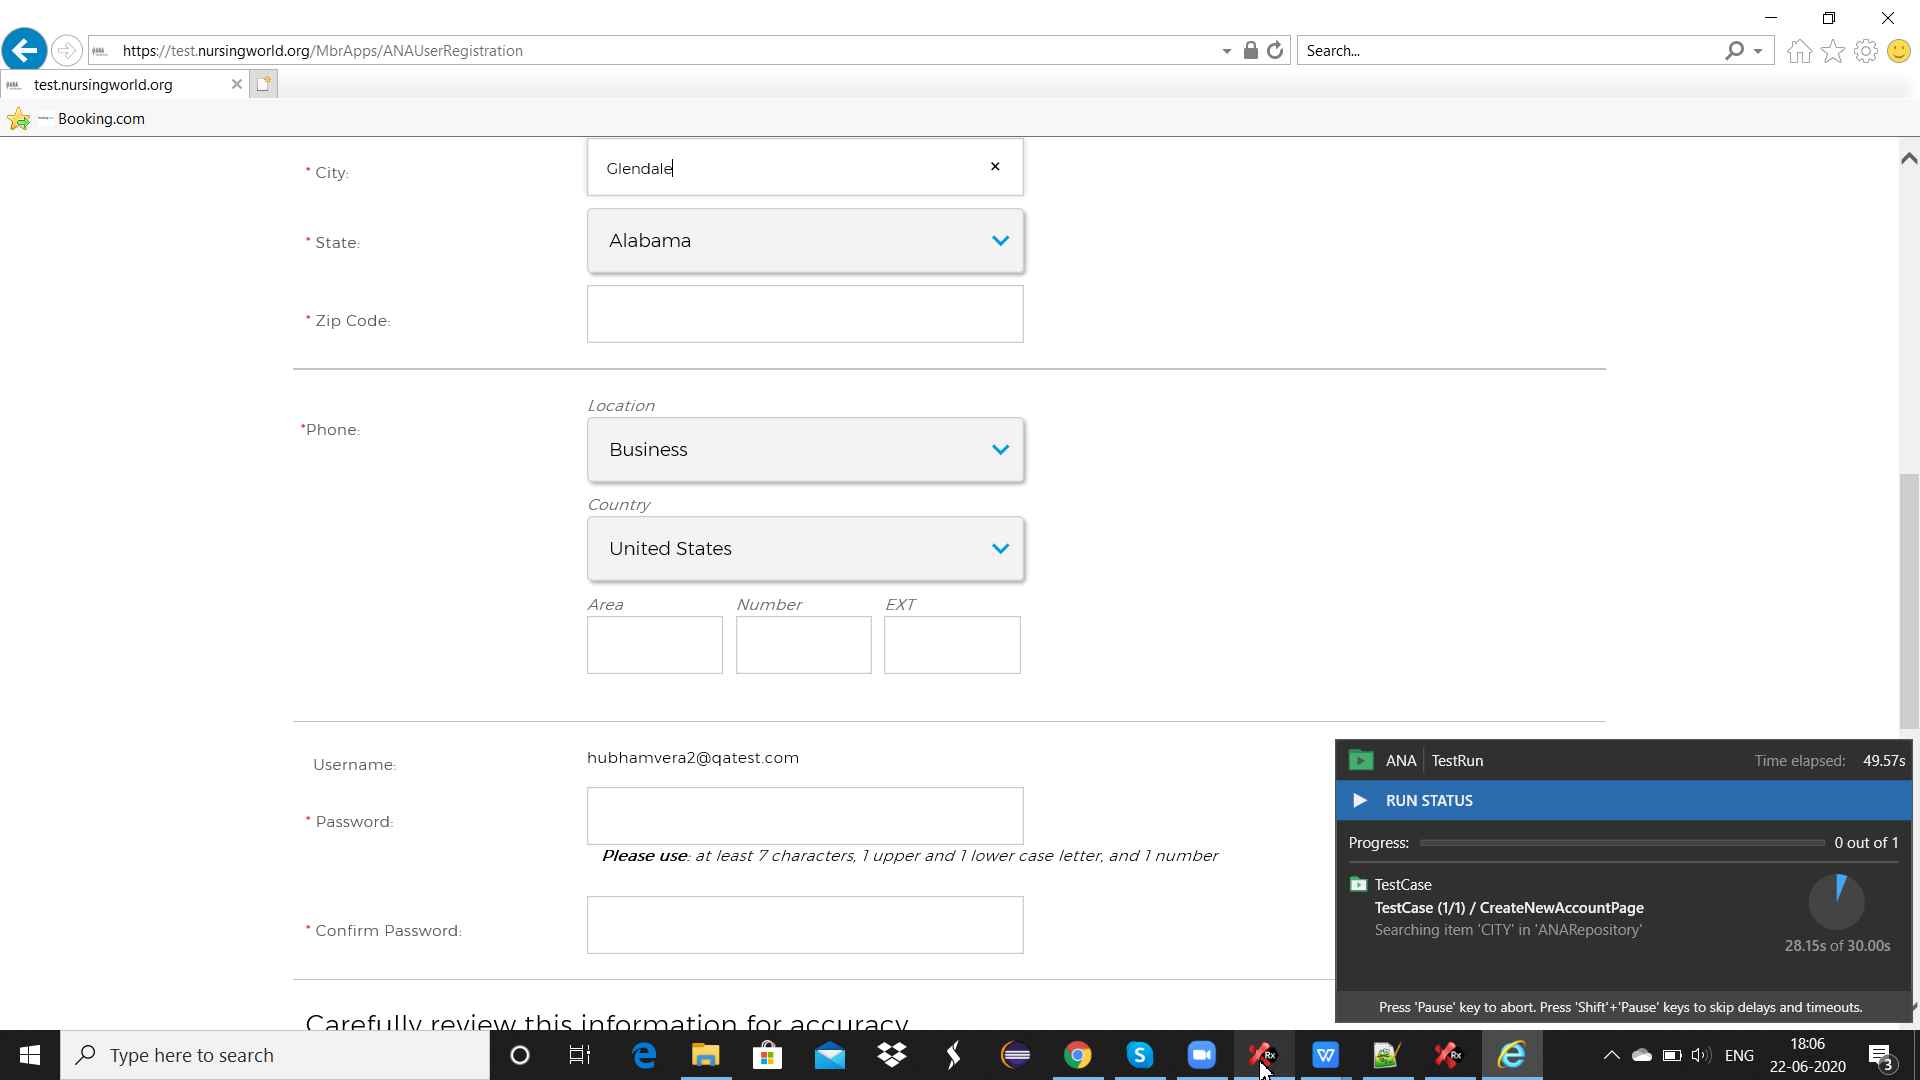 https://test.nursingworld.org/MbrApps/ANAUserRegistration
Search...
test.nursingworld.org
Booking.com
* City:
Glendale
* State:
Alabama
* Zip Code:
Location
*Phone:
Business
Country
United States
Area Number EXT
Username:
hubhamvera2@qatest.com
* Password:
Please use: at least 7 characters, 1 upper and 1 lower case letter, and 1 number
* Confirm Password:
Carefully review this information for accuracy
ANA TestRun Time elapsed: 49.57s
RUN STATUS
Progress: 0 out of 1
TestCase
TestCase (1/1) / CreateNewAccountPage
Searching item 'CITY' in 'ANARepository'
28.15s of 30.00s
Press 'Pause' key to abort. Press 'Shift'+'Pause' keys to skip delays and timeouts.
Type here to search
Rx
W
Rx
ENG
18:06
22-06-2020
3